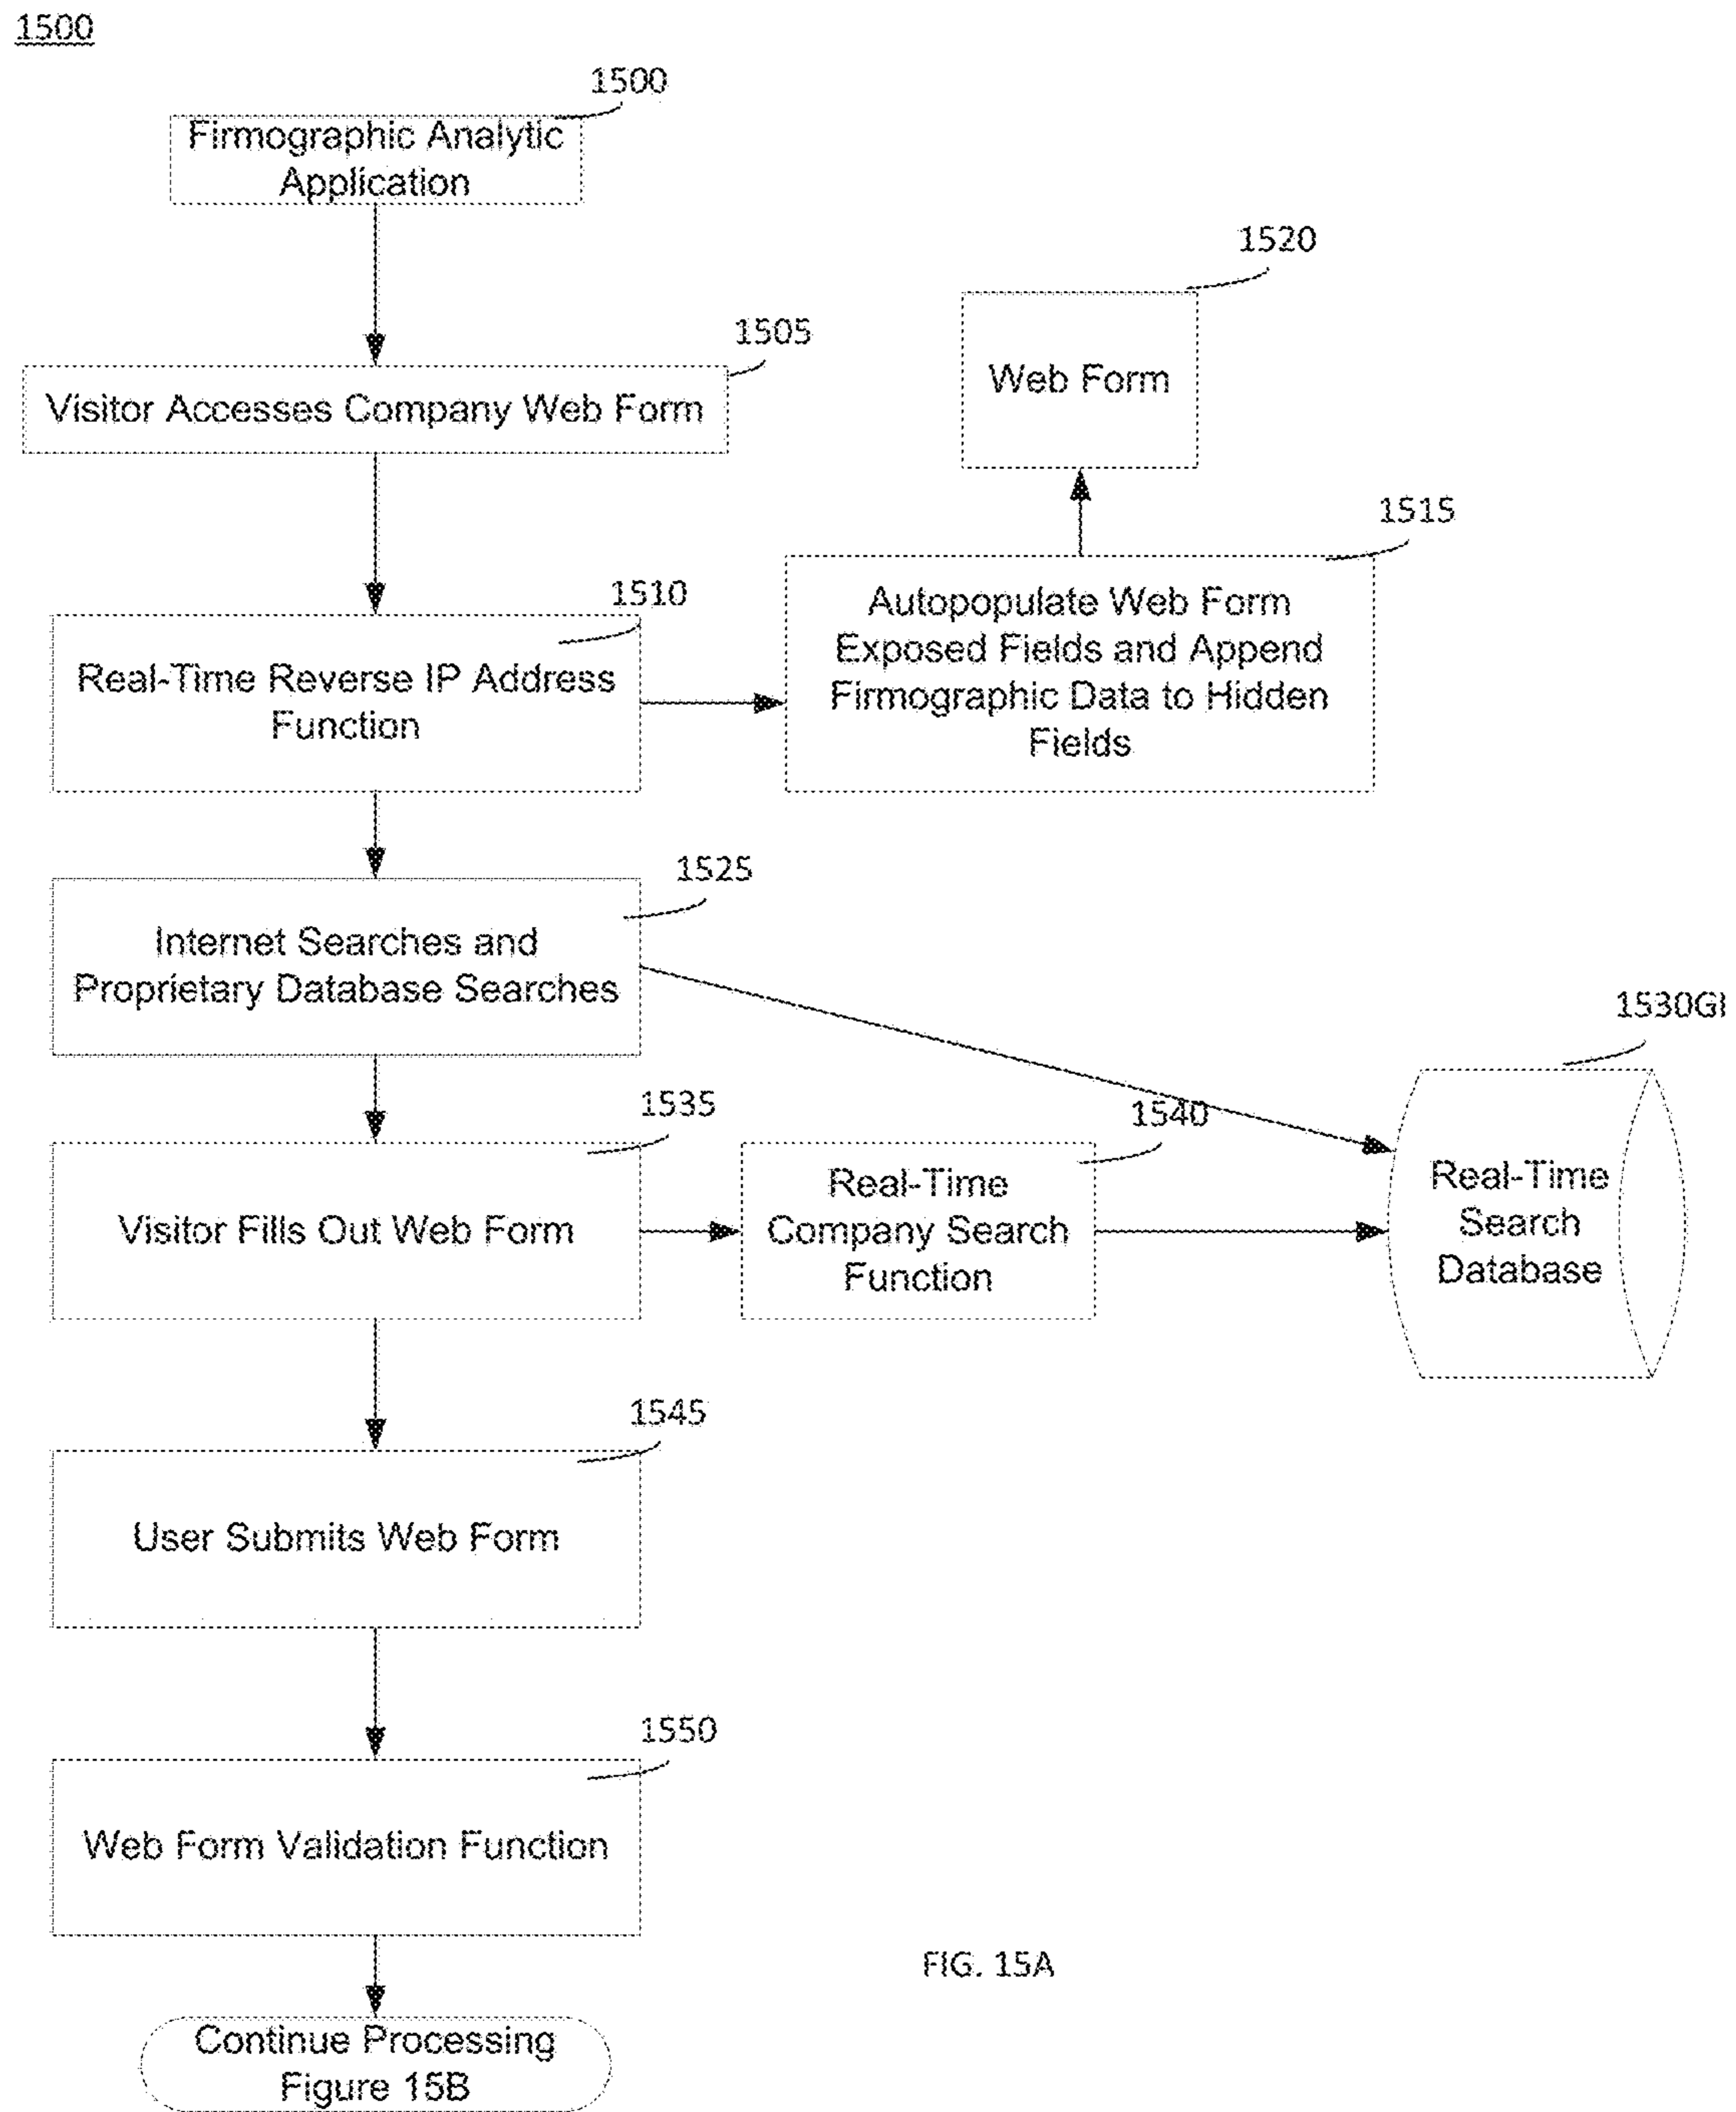 1500
1500
Firmographic Analytic
Application
1520
1505
Web Form
Visitor Accesses Company Web Form
1515
1510
Autopopulate Web Form
Exposed Fields and Append
Firmographic Data to Hidden
Fields
Real-Time Reverse IP Address
Function
1525
Internet Searches and
Proprietary Database Searches
1530GI
1535
1540
Visitor Fills Out Web Form
Real-Time
Company Search
Function
Real-Time
Search
Database
1545
User Submits Web Form
1550
Web Form Validation Function
FIG. 15A
Continue Processing
Figure 15B